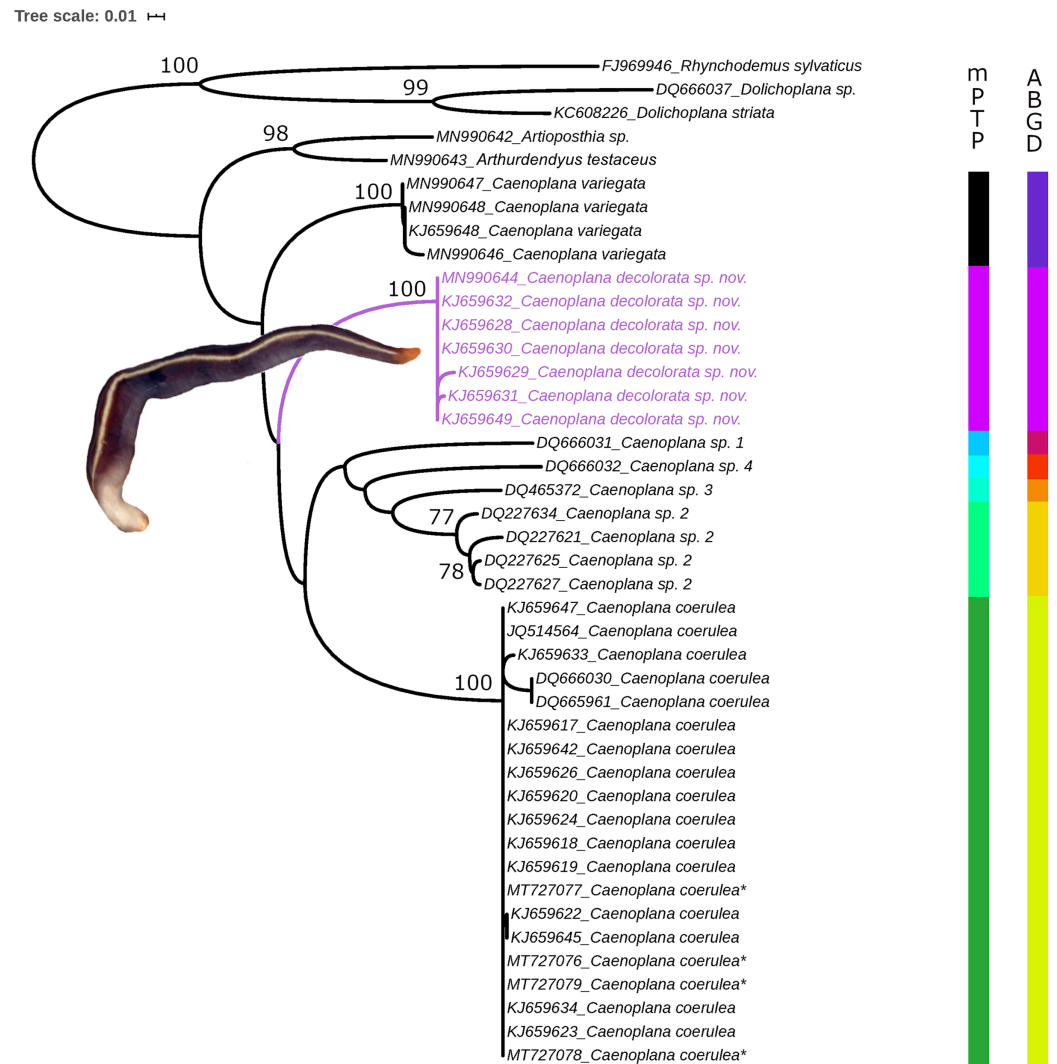 Tree scale: 0.01
100
FJ969946_Rhynchodemus sylvaticus
99
DQ666037_Dolichoplana sp.
KC608226_Dolichoplana striata
mPTP
ABGD
98
MN990642_Artioposthia sp.
MN990643_Arthurdendyus testaceus
100
MN990647_Caenoplana variegata
MN990648_Caenoplana variegata
KJ659648_Caenoplana variegata
MN990646_Caenoplana variegata
100
MN990644_Caenoplana decolorata sp. nov.
KJ659632_Caenoplana decolorata sp. nov.
KJ659628_Caenoplana decolorata sp. nov.
KJ659630_Caenoplana decolorata sp. nov.
KJ659629_Caenoplana decolorata sp. nov.
KJ659631_Caenoplana decolorata sp. nov.
KJ659649_Caenoplana decolorata sp. nov.
DQ666031_Caenoplana sp. 1
DQ666032_Caenoplana sp. 4
DQ465372_Caenoplana sp. 3
77
DQ227634_Caenoplana sp. 2
DQ227621_Caenoplana sp. 2
78
DQ227625_Caenoplana sp. 2
DQ227627_Caenoplana sp. 2
KJ659647_Caenoplana coerulea
JQ514564_Caenoplana coerulea
KJ659633_Caenoplana coerulea
100
DQ666030_Caenoplana coerulea
DQ665961_Caenoplana coerulea
KJ659617_Caenoplana coerulea
KJ659642_Caenoplana coerulea
KJ659626_Caenoplana coerulea
KJ659620_Caenoplana coerulea
KJ659624_Caenoplana coerulea
KJ659618_Caenoplana coerulea
KJ659619_Caenoplana coerulea
MT727077_Caenoplana coerulea*
KJ659622_Caenoplana coerulea
KJ659645_Caenoplana coerulea
MT727076_Caenoplana coerulea*
MT727079_Caenoplana coerulea*
KJ659634_Caenoplana coerulea
KJ659623_Caenoplana coerulea
MT727078_Caenoplana coerulea*